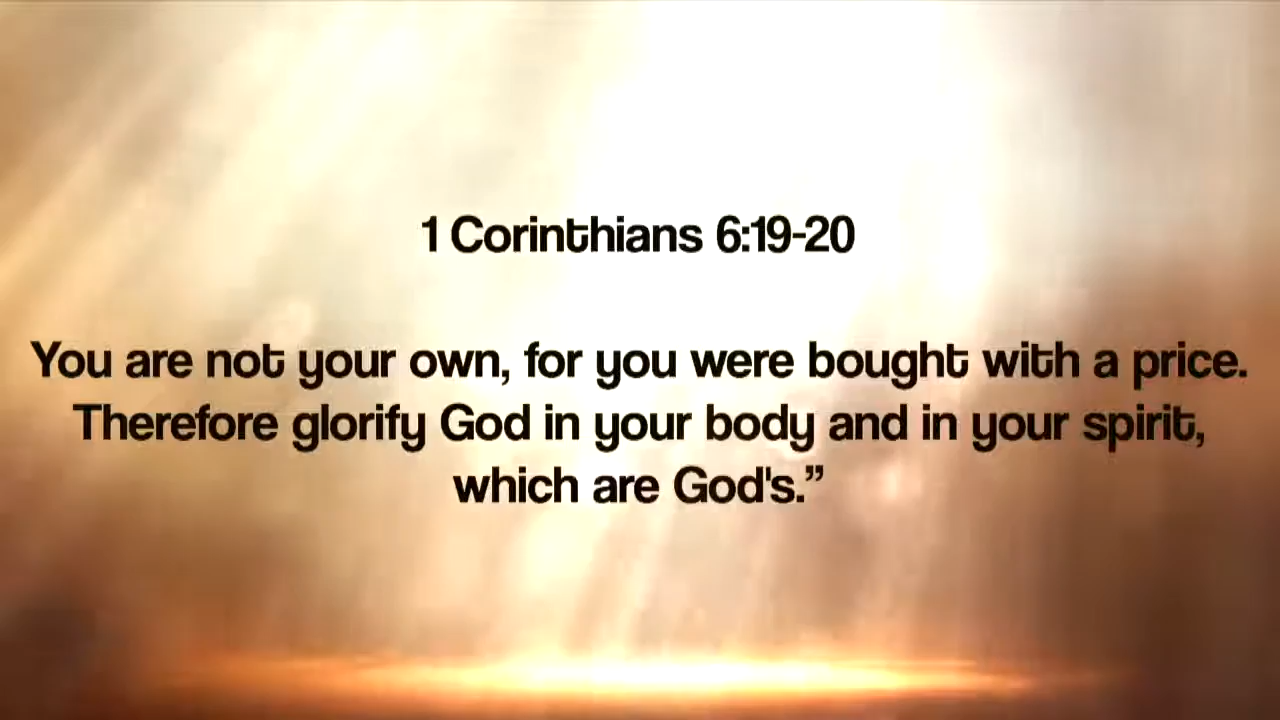 1 Corinthians 6:19-20
You are not your own, for you were bought with a price.
Therefore glorify God in your body and in your spirit,
which are God's.”